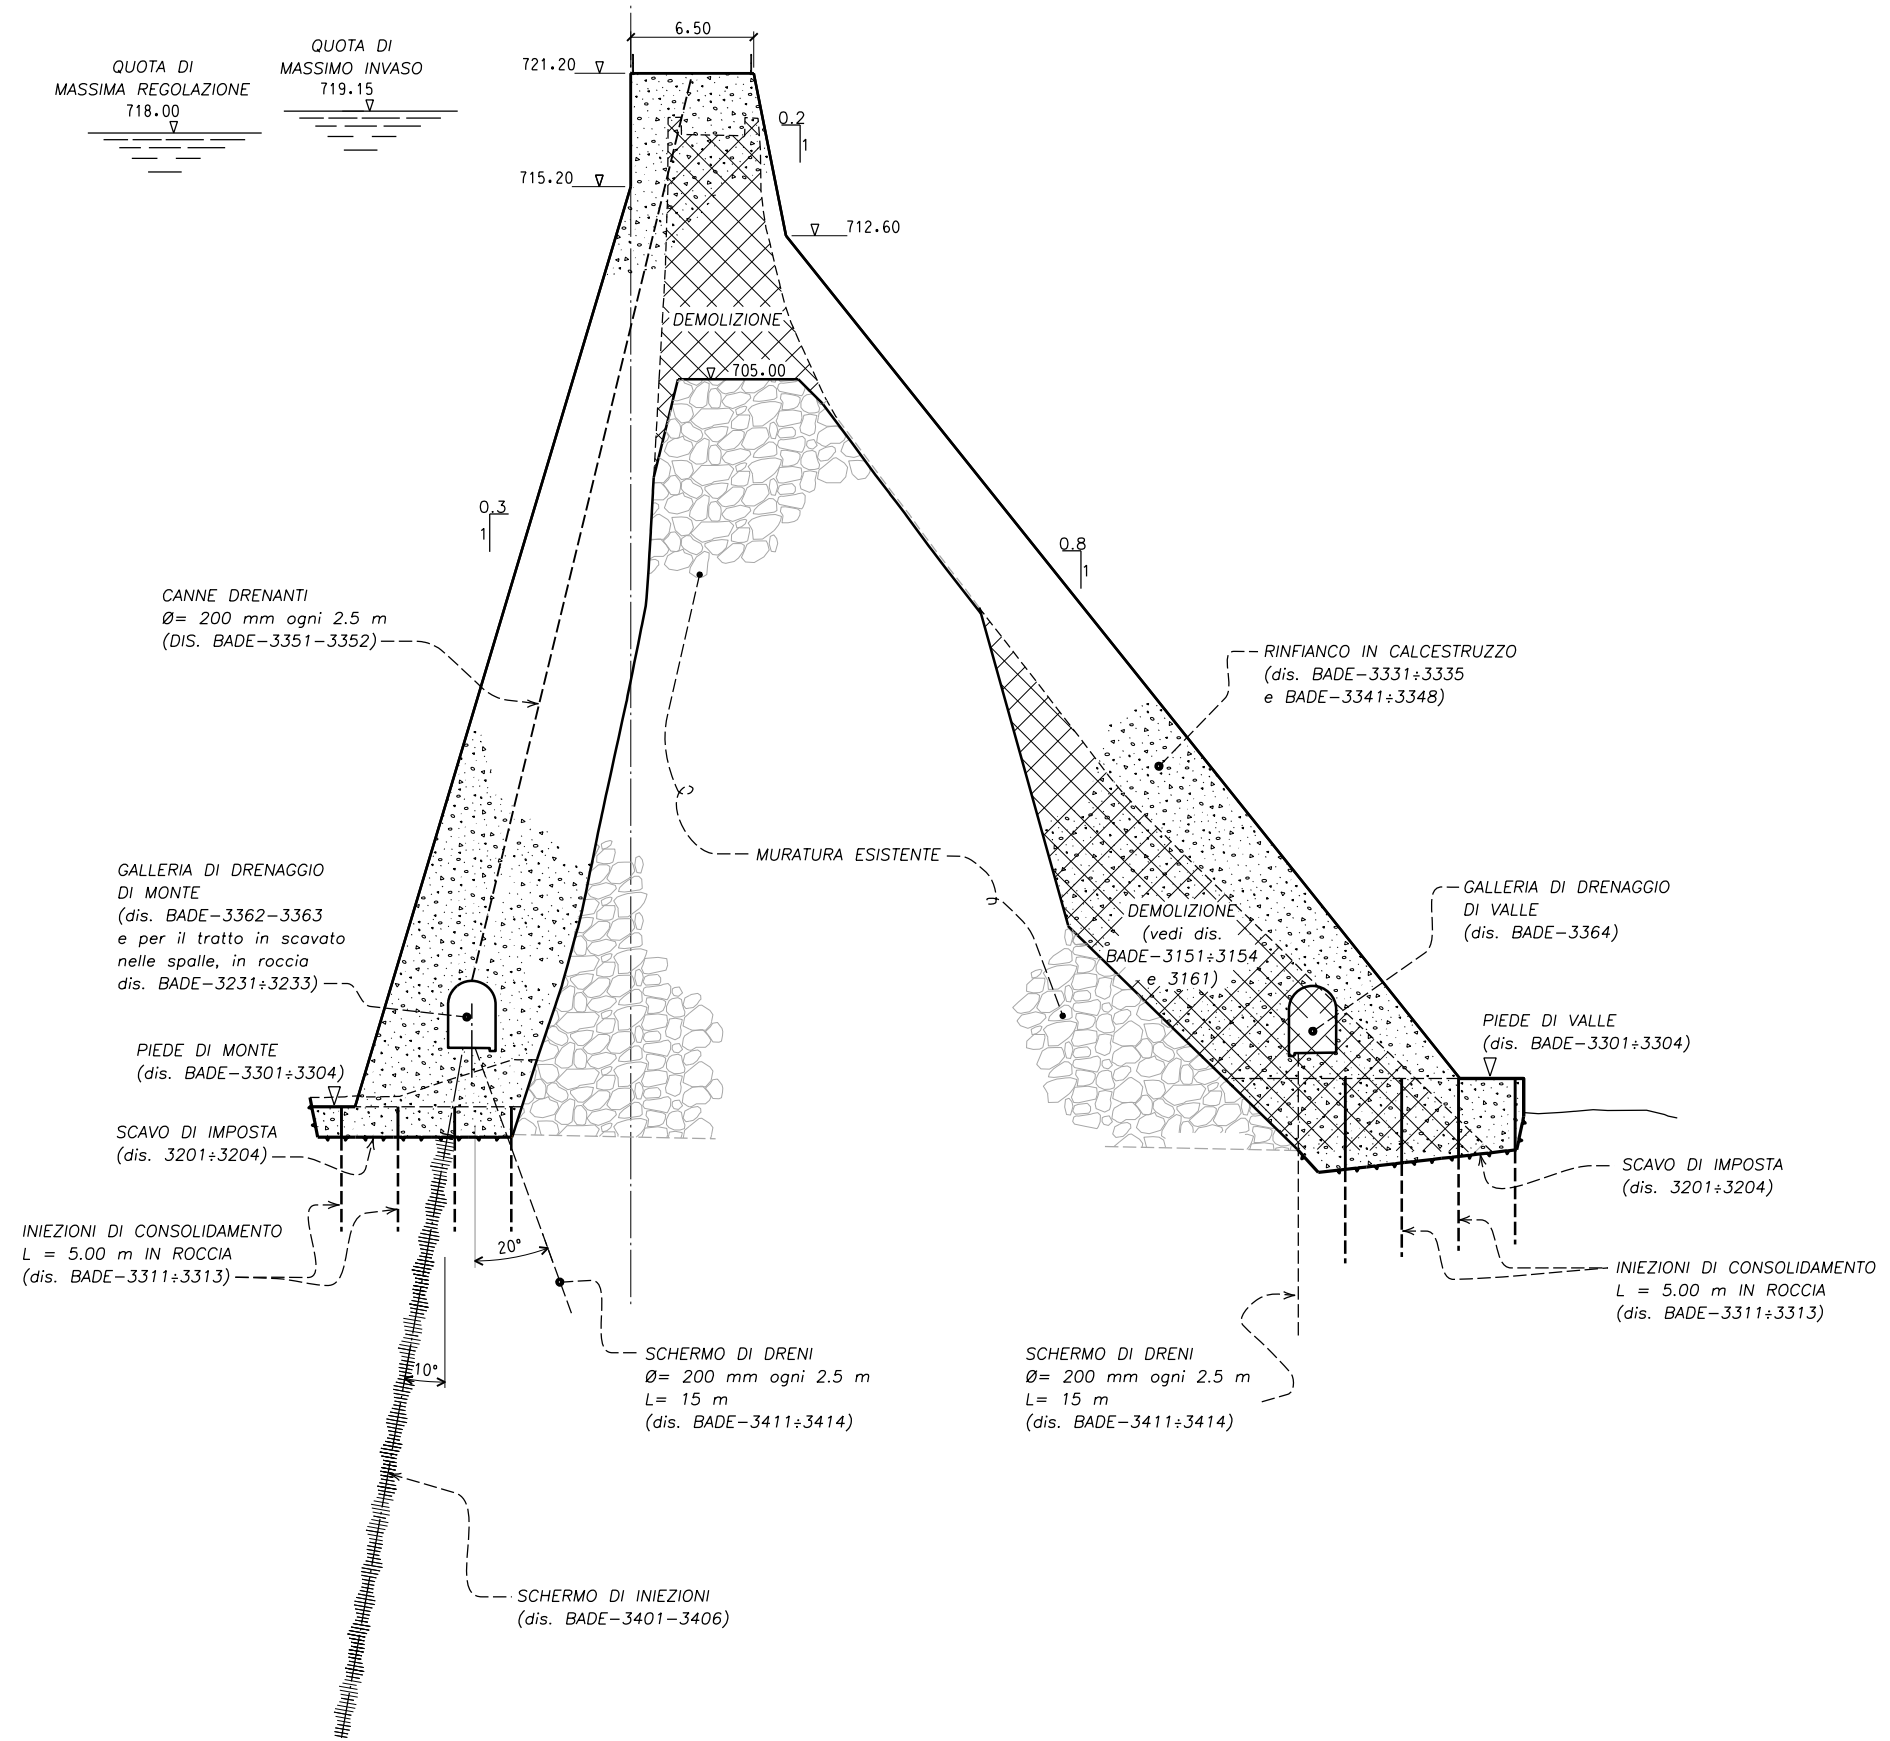 6.50
QUOTA DI
MASSIMO INVASO
719.15
QUOTA DI
MASSIMA REGOLAZIONE
718.00
721.20
0.2
1
715.20
712.60
DEMOLIZIONE
705.00
0.3
1
0.8
1
CANNE DRENANTI
Ø= 200 mm ogni 2.5 m
(DIS. BADE-3351-3352)
RINFIANCO IN CALCESTRUZZO
(dis. BADE-3331÷3335
e BADE-3341÷3348)
MURATURA ESISTENTE
GALLERIA DI DRENAGGIO
DI MONTE
(dis. BADE-3362-3363
e per il tratto in scavato
nelle spalle, in roccia
dis. BADE-3231÷3233)
GALLERIA DI DRENAGGIO
DI VALLE
(dis. BADE-3364)
DEMOLIZIONE
(vedi dis.
BADE-3151÷3154
e 3161)
PIEDE DI MONTE
(dis. BADE-3301÷3304)
PIEDE DI VALLE
(dis. BADE-3301÷3304)
SCAVO DI IMPOSTA
(dis. 3201÷3204)
SCAVO DI IMPOSTA
(dis. 3201÷3204)
INIEZIONI DI CONSOLIDAMENTO
L = 5.00 m IN ROCCIA
(dis. BADE-3311÷3313)
20°
INIEZIONI DI CONSOLIDAMENTO
L = 5.00 m IN ROCCIA
(dis. BADE-3311÷3313)
10°
SCHERMO DI DRENI
Ø= 200 mm ogni 2.5 m
L= 15 m
(dis. BADE-3411÷3414)
SCHERMO DI DRENI
Ø= 200 mm ogni 2.5 m
L= 15 m
(dis. BADE-3411÷3414)
SCHERMO DI INIEZIONI
(dis. BADE-3401-3406)